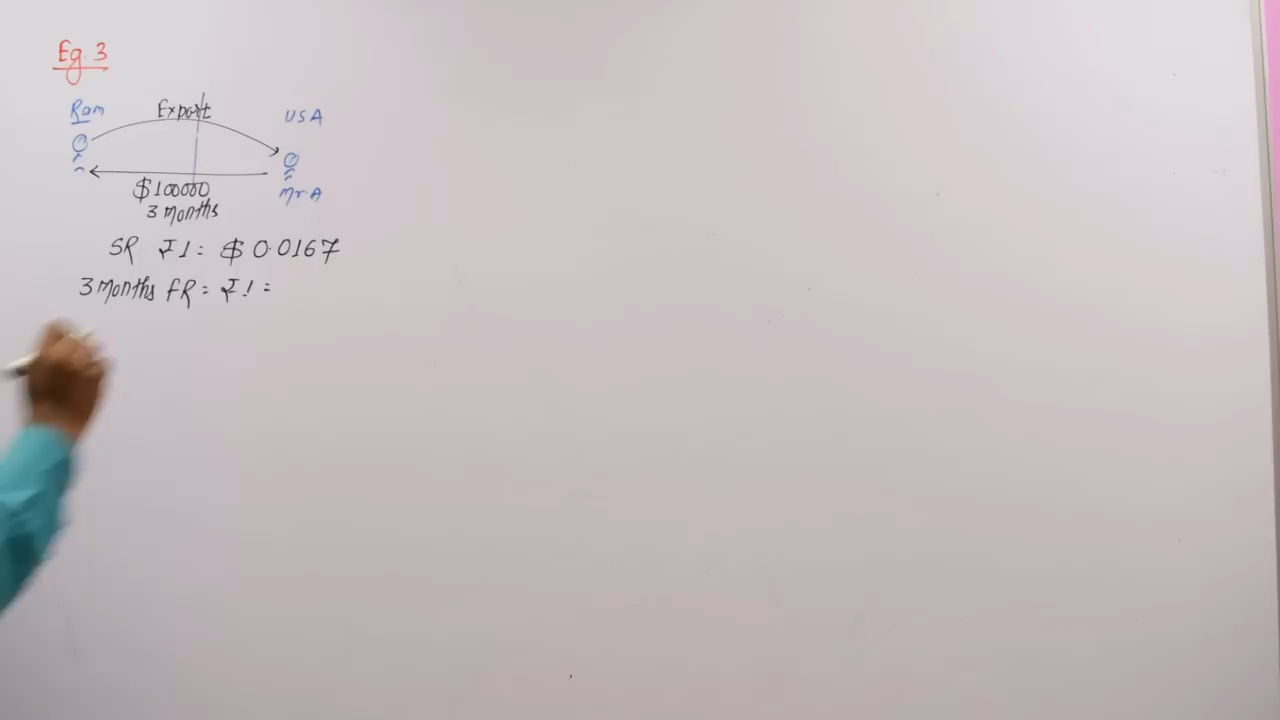 Eg. 3
Ram
Export
USA
$100000
Mr A
3 Months
SR ₹1 = $ 0.0167
3 Months FR = ₹1 =